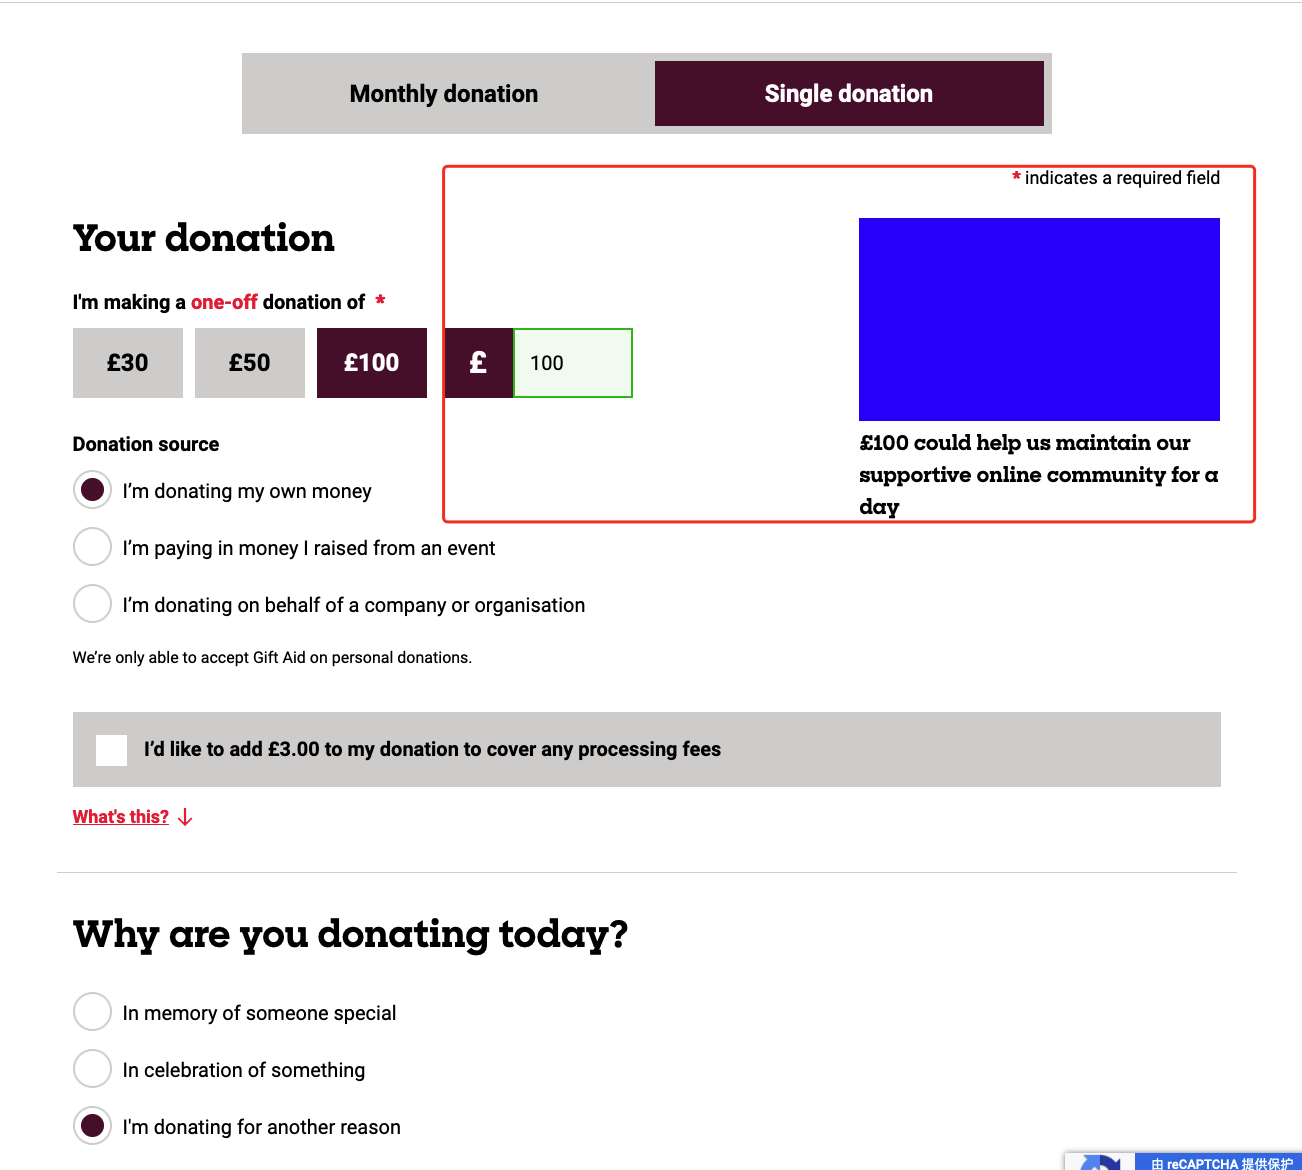 Monthly donation
Single donation
* indicates a required field
Your donation
I'm making a one-off donation of *
£30
£50
£100
£
100
£100 could help us maintain our
supportive online community for a
day
Donation source
I’m donating my own money
I’m paying in money I raised from an event
I’m donating on behalf of a company or organisation
We’re only able to accept Gift Aid on personal donations.
I’d like to add £3.00 to my donation to cover any processing fees
What's this? ↓
Why are you donating today?
In memory of someone special
In celebration of something
I'm donating for another reason
由 reCAPTCHA 提供保护